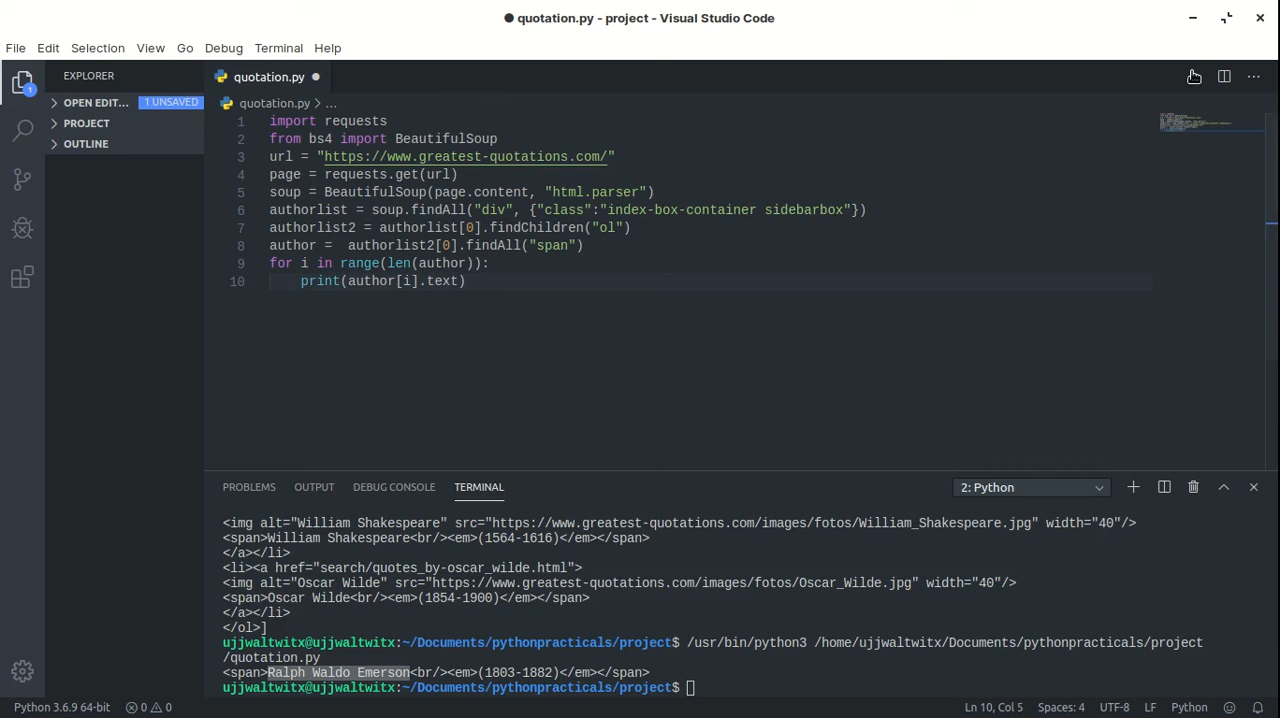 quotation.py - project - Visual Studio Code
File Edit Selection View Go Debug Terminal Help
EXPLORER
quotation.py
1
OPEN EDIT... 1 UNSAVED
PROJECT
OUTLINE
quotation.py > ...
1 import requests
2 from bs4 import BeautifulSoup
3 url = "https://www.greatest-quotations.com/"
4 page = requests.get(url)
5 soup = BeautifulSoup(page.content, "html.parser")
6 authorlist = soup.findAll("div", {"class":"index-box-container sidebarbox"})
7 authorlist2 = authorlist[0].findChildren("ol")
8 author =  authorlist2[0].findAll("span")
9 for i in range(len(author)):
10     print(author[i].text)
PROBLEMS OUTPUT DEBUG CONSOLE TERMINAL 2: Python
<img alt="William Shakespeare" src="https://www.greatest-quotations.com/images/fotos/William_Shakespeare.jpg" width="40"/>
<span>William Shakespeare<br/><em>(1564-1616)</em></span>
</a></li>
<li><a href="search/quotes_by-oscar_wilde.html">
<img alt="Oscar Wilde" src="https://www.greatest-quotations.com/images/fotos/Oscar_Wilde.jpg" width="40"/>
<span>Oscar Wilde<br/><em>(1854-1900)</em></span>
</a></li>
</ol>]
ujjwaltwitx@ujjwaltwitx:~/Documents/pythonpracticals/project$ /usr/bin/python3 /home/ujjwaltwitx/Documents/pythonpracticals/project
/quotation.py
<span>Ralph Waldo Emerson<br/><em>(1803-1882)</em></span>
ujjwaltwitx@ujjwaltwitx:~/Documents/pythonpracticals/project$
Python 3.6.9 64-bit 0 0 Ln 10, Col 5 Spaces: 4 UTF-8 LF Python